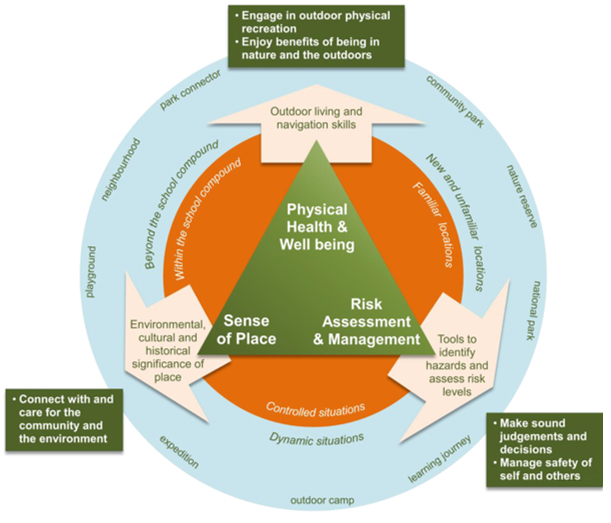 • Engage in outdoor physical
recreation
• Enjoy benefits of being in
nature and the outdoors
park connector
community park
Outdoor living and
navigation skills
neighbourhood
Beyond the school compound
Within the school compound
New and unfamiliar locations
Familiar locations
nature reserve
Physical
Health &
Well being
playground
national park
Environmental,
cultural and
historical
significance of
place
Sense
of Place
Risk
Assessment
& Management
Tools to
identify
hazards and
assess risk
levels
• Connect with and
care for the
community and
the environment
Controlled situations
Dynamic situations
• Make sound
judgements and
decisions
• Manage safety of
self and others
expedition
learning journey
outdoor camp